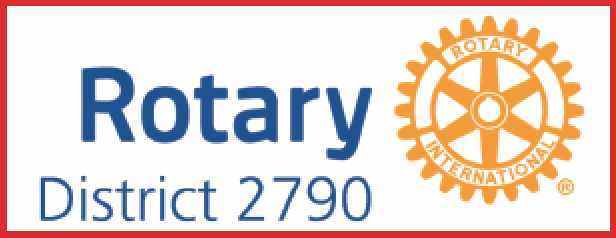 Rotary
District 2790
ROTARY
INTERNATIONAL
®